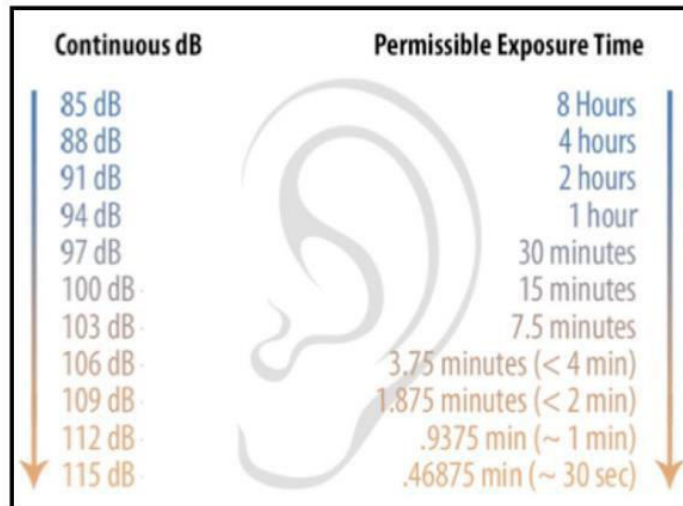 Continuous dB Permissible Exposure Time
85 dB 8 Hours
88 dB 4 hours
91 dB 2 hours
94 dB 1 hour
97 dB 30 minutes
100 dB 15 minutes
103 dB 7.5 minutes
106 dB 3.75 minutes (< 4 min)
109 dB 1.875 minutes (< 2 min)
112 dB .9375 min (~ 1 min)
115 dB .46875 min (~ 30 sec)